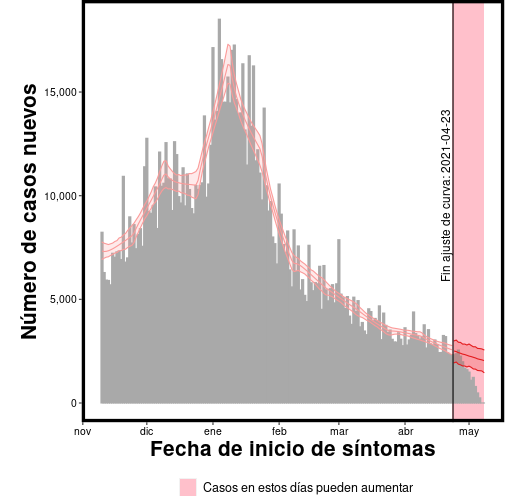 Número de casos nuevos
15,000
10,000
5,000
0
Fin ajuste de curva: 2021-04-23
nov dic ene feb mar abr may
Fecha de inicio de síntomas
Casos en estos días pueden aumentar